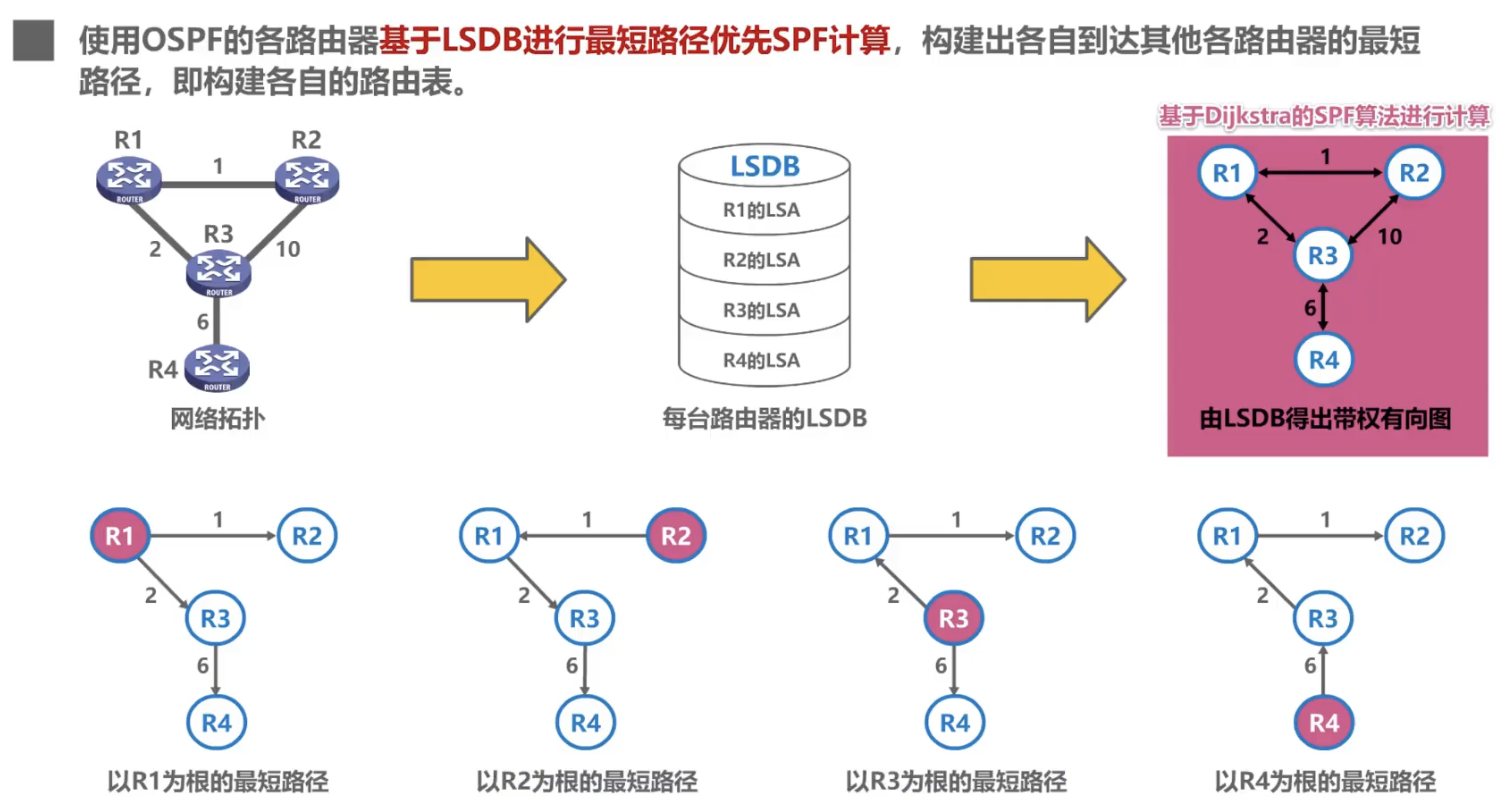 使用OSPF的各路由器基于LSDB进行最短路径优先SPF计算，构建出各自到达其他各路由器的最短
路径，即构建各自的路由表。
基于Dijkstra的SPF算法进行计算
R1
R2
1
ROUTER
ROUTER
R3
2
10
ROUTER
6
R4
ROUTER
网络拓扑
LSDB
R1的LSA
R2的LSA
R3的LSA
R4的LSA
每台路由器的LSDB
R1
1
R2
2
10
R3
6
R4
由LSDB得出带权有向图
R1
1
R2
2
R3
6
R4
以R1为根的最短路径
R1
1
R2
2
R3
6
R4
以R2为根的最短路径
R1
1
R2
2
R3
6
R4
以R3为根的最短路径
R1
1
R2
2
R3
6
R4
以R4为根的最短路径